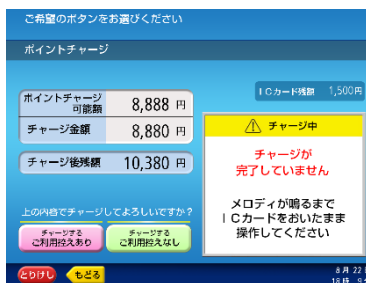 ご希望のボタンをお選びください
ポイントチャージ
ICカード残額 1,500円
ポイントチャージ
可能額 8,888 円
チャージ金額 8,880 円
チャージ後残額 10,380 円
⚠ チャージ中
チャージが
完了していません
メロディが鳴るまで
ICカードをおいたまま
操作してください
上の内容でチャージしてよろしいですか?
チャージする
ご利用控えあり
チャージする
ご利用控えなし
とりけし もどる
8月22
18時